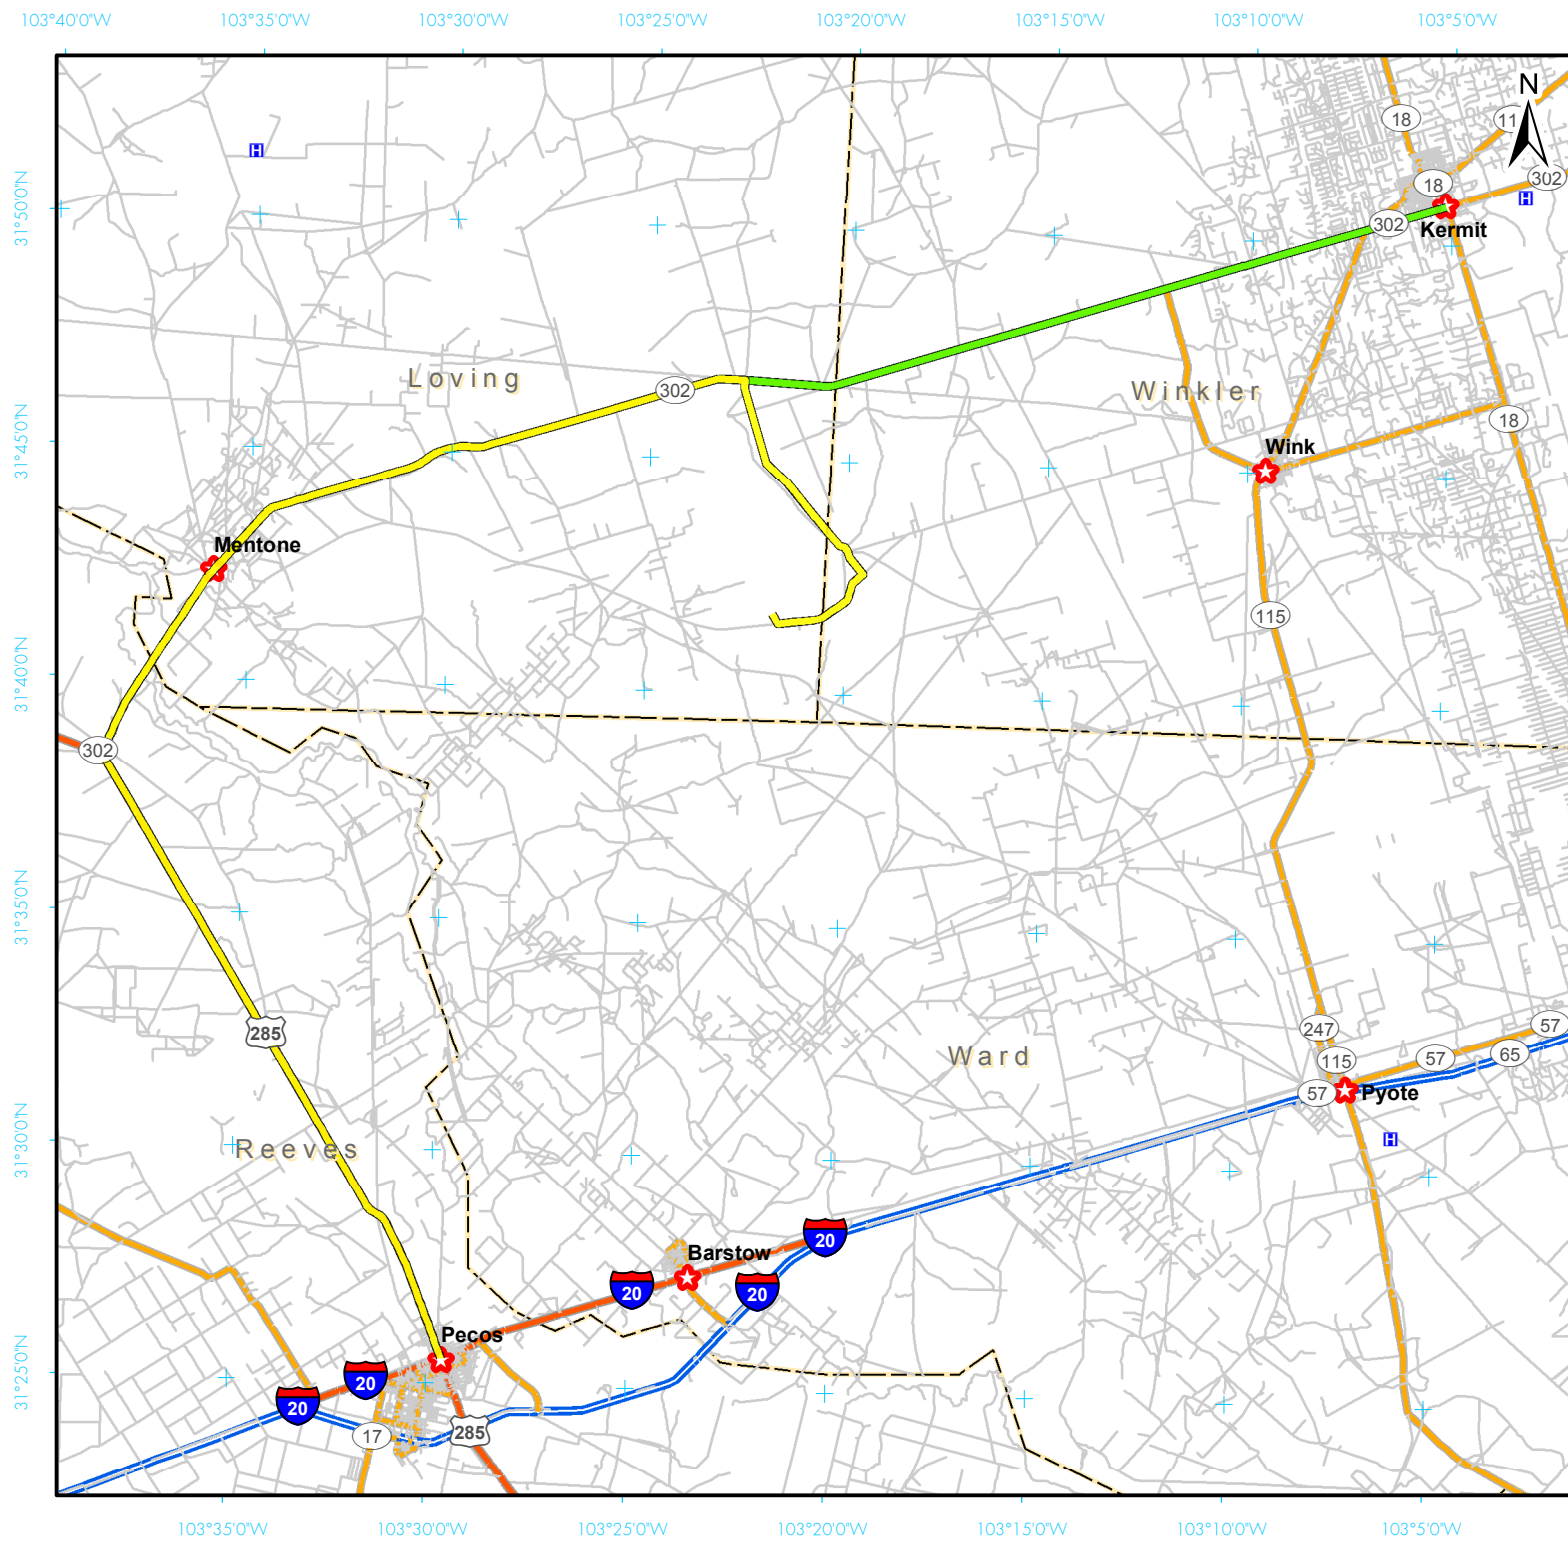 103°40'0"W 103°35'0"W 103°30'0"W 103°25'0"W 103°20'0"W 103°15'0"W 103°10'0"W 103°5'0"W
N
18
11
H
302
18
H
31°50'0"N
302
Kermit
Loving
302
Winkler
18
31°45'0"N
Wink
Mentone
115
31°40'0"N
302
31°35'0"N
285
247
57
57
65
115
Ward
57
Pyote
H
31°30'0"N
Reeves
20
Barstow
20
20
Pecos
31°25'0"N
20
20
17
285
103°35'0"W 103°30'0"W 103°25'0"W 103°20'0"W 103°15'0"W 103°10'0"W 103°5'0"W